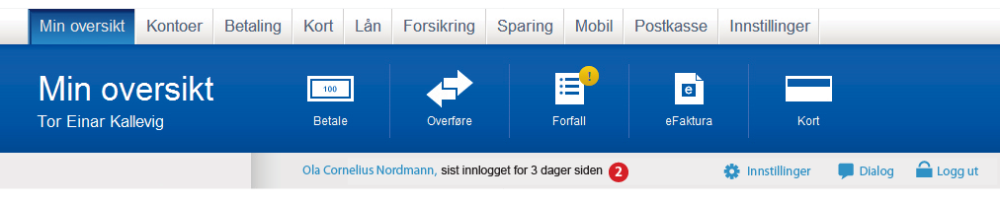 Min oversikt Kontoer Betaling Kort Lån Forsikring Sparing Mobil Postkasse Innstillinger
Min oversikt
Tor Einar Kallevig
100
!
e
Betale Overføre Forfall eFaktura Kort
Ola Cornelius Nordmann, sist innlogget for 3 dager siden 2 Innstillinger Dialog Logg ut